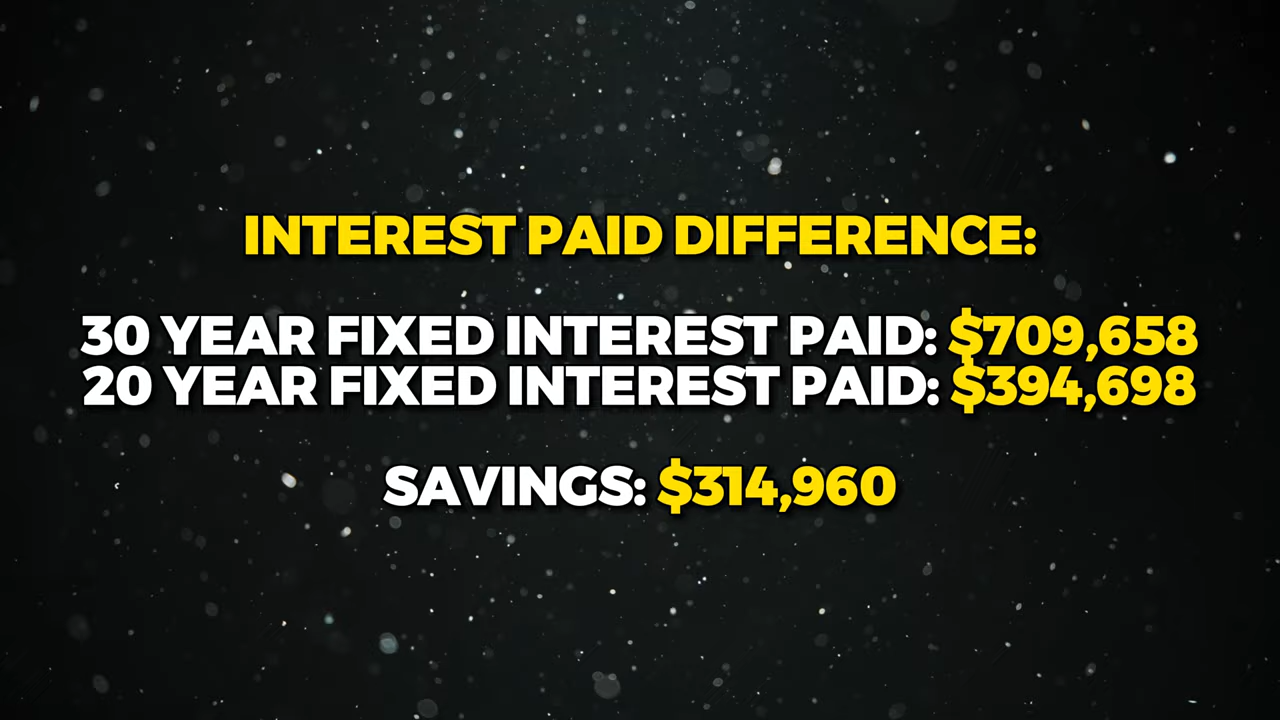 INTEREST PAID DIFFERENCE:
30 YEAR FIXED INTEREST PAID: $709,658
20 YEAR FIXED INTEREST PAID: $394,698
SAVINGS: $314,960